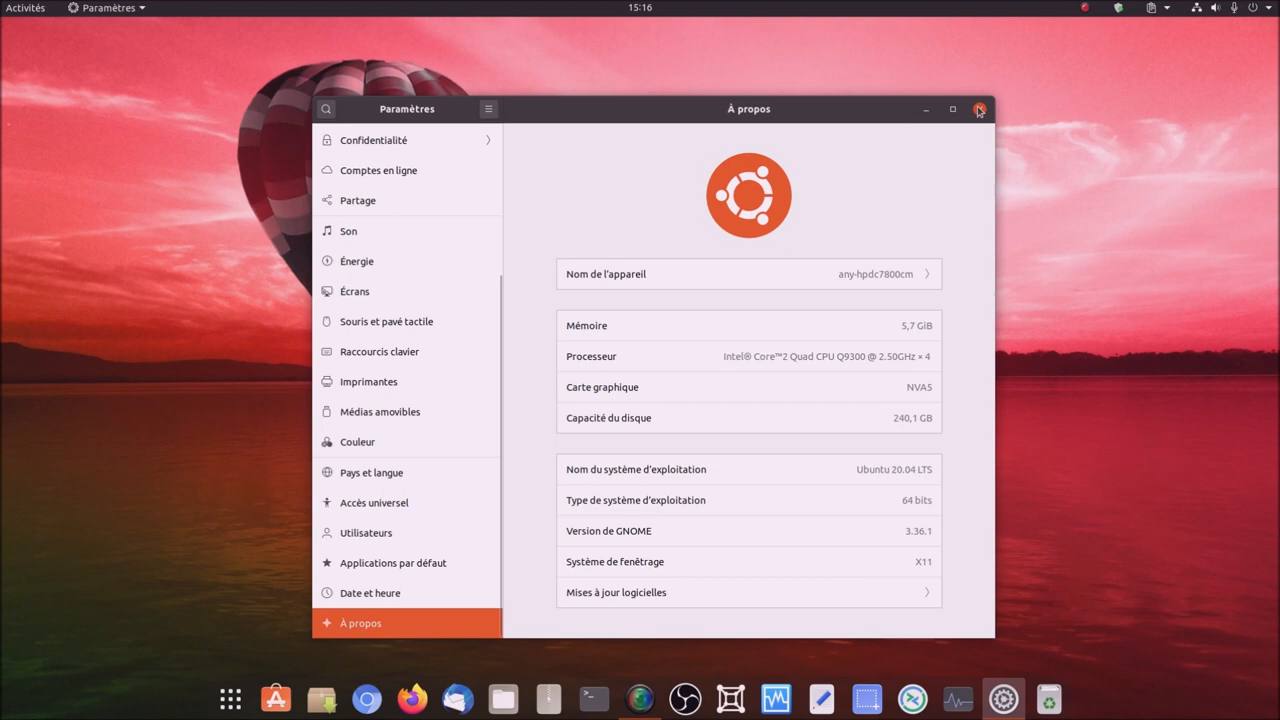 Activités Paramètres 15:16
Paramètres À propos
Confidentialité
Comptes en ligne
Partage
Son
Énergie
Écrans
Souris et pavé tactile
Raccourcis clavier
Imprimantes
Médias amovibles
Couleur
Pays et langue
Accès universel
Utilisateurs
Applications par défaut
Date et heure
À propos
Nom de l'appareil any-hpdc7800cm
Mémoire 5,7 GiB
Processeur Intel® Core™2 Quad CPU Q9300 @ 2.50GHz × 4
Carte graphique NVA5
Capacité du disque 240,1 GB
Nom du système d'exploitation Ubuntu 20.04 LTS
Type de système d'exploitation 64 bits
Version de GNOME 3.36.1
Système de fenêtrage X11
Mises à jour logicielles